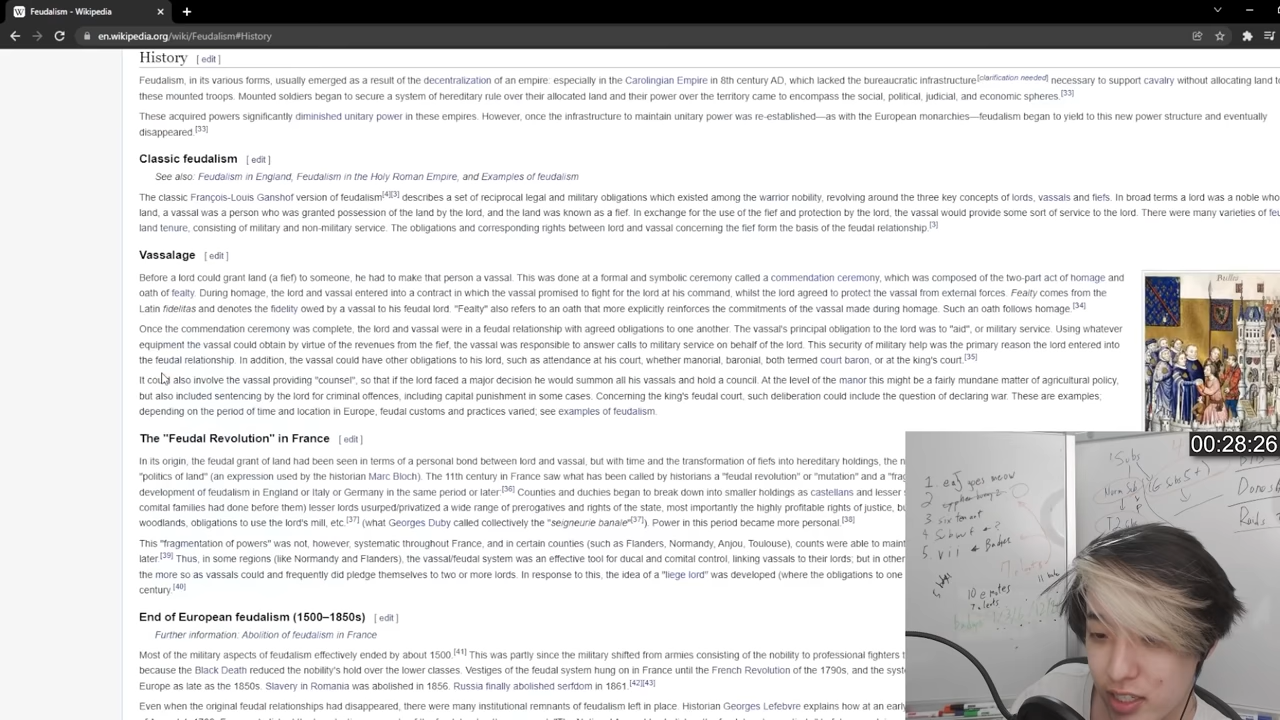 Feudalism - Wikipedia
en.wikipedia.org/wiki/Feudalism#History
History [ edit ]
Feudalism, in its various forms, usually emerged as a result of the decentralization of an empire: especially in the Carolingian Empire in 8th century AD, which lacked the bureaucratic infrastructure[clarification needed] necessary to support cavalry without allocating land to
these mounted troops. Mounted soldiers began to secure a system of hereditary rule over their allocated land and their power over the territory came to encompass the social, political, judicial, and economic spheres.[33]
These acquired powers significantly diminished unitary power in these empires. However, once the infrastructure to maintain unitary power was re-established—as with the European monarchies—feudalism began to yield to this new power structure and eventually
disappeared.[33]
Classic feudalism [ edit ]
See also: Feudalism in England, Feudalism in the Holy Roman Empire, and Examples of feudalism
The classic François-Louis Ganshof version of feudalism[4][3] describes a set of reciprocal legal and military obligations which existed among the warrior nobility, revolving around the three key concepts of lords, vassals and fiefs. In broad terms a lord was a noble who
land, a vassal was a person who was granted possession of the land by the lord, and the land was known as a fief. In exchange for the use of the fief and protection by the lord, the vassal would provide some sort of service to the lord. There were many varieties of
land tenure, consisting of military and non-military service. The obligations and corresponding rights between lord and vassal concerning the fief form the basis of the feudal relationship.[3]
Vassalage [ edit ]
Before a lord could grant land (a fief) to someone, he had to make that person a vassal. This was done at a formal and symbolic ceremony called a commendation ceremony, which was composed of the two-part act of homage and
oath of fealty. During homage, the lord and vassal entered into a contract in which the vassal promised to fight for the lord at his command, whilst the lord agreed to protect the vassal from external forces. Fealty comes from the
Latin fidelitas and denotes the fidelity owed by a vassal to his feudal lord. "Fealty" also refers to an oath that more explicitly reinforces the commitments of the vassal made during homage. Such an oath follows homage.[34]
Once the commendation ceremony was complete, the lord and vassal were in a feudal relationship with agreed obligations to one another. The vassal's principal obligation to the lord was to "aid", or military service. Using whatever
equipment the vassal could obtain by virtue of the revenues from the fief, the vassal was responsible to answer calls to military service on behalf of the lord. This security of military help was the primary reason the lord entered into
the feudal relationship. In addition, the vassal could have other obligations to his lord, such as attendance at his court, whether manorial, baronial, both termed court baron, or at the king's court.[35]
It could also involve the vassal providing "counsel", so that if the lord faced a major decision he would summon all his vassals and hold a council. At the level of the manor this might be a fairly mundane matter of agricultural policy,
but also included sentencing by the lord for criminal offences, including capital punishment in some cases. Concerning the king's feudal court, such deliberation could include the question of declaring war. These are examples;
depending on the period of time and location in Europe, feudal customs and practices varied; see examples of feudalism.
The "Feudal Revolution" in France [ edit ]
In its origin, the feudal grant of land had been seen in terms of a personal bond between lord and vassal, but with time and the transformation of fiefs into hereditary holdings, the
"politics of land" (an expression used by the historian Marc Bloch). The 11th century in France saw what has been called by historians a "feudal revolution" or "mutation" and a
development of feudalism in England or Italy or Germany in the same period or later:[36] Counties and duchies began to break down into smaller holdings as castellans and lesser
comital families had done before them) lesser lords usurped/privatized a wide range of prerogatives and rights of the state, most importantly the highly profitable rights of justice,
woodlands, obligations to use the lord's mill, etc.[37] (what Georges Duby called collectively the "seigneurie banale"[37]). Power in this period became more personal.[38]
This "fragmentation of powers" was not, however, systematic throughout France, and in certain counties (such as Flanders, Normandy, Anjou, Toulouse), counts were able to
later.[39] Thus, in some regions (like Normandy and Flanders), the vassal/feudal system was an effective tool for ducal and comital control, linking vassals to their lords; but in
the more so as vassals could and frequently did pledge themselves to two or more lords. In response to this, the idea of a "liege lord" was developed (where the obligations to one
century.[40]
End of European feudalism (1500–1850s) [ edit ]
Further information: Abolition of feudalism in France
Most of the military aspects of feudalism effectively ended by about 1500.[41] This was partly since the military shifted from armies consisting of the nobility to professional fighters
because the Black Death reduced the nobility's hold over the lower classes. Vestiges of the feudal system hung on in France until the French Revolution of the 1790s, and the
Europe as late as the 1850s. Slavery in Romania was abolished in 1856. Russia finally abolished serfdom in 1861.[42][43]
Even when the original feudal relationships had disappeared, there were many institutional remnants of feudalism left in place. Historian Georges Lefebvre explains how at an
00:28:26
10 emotes